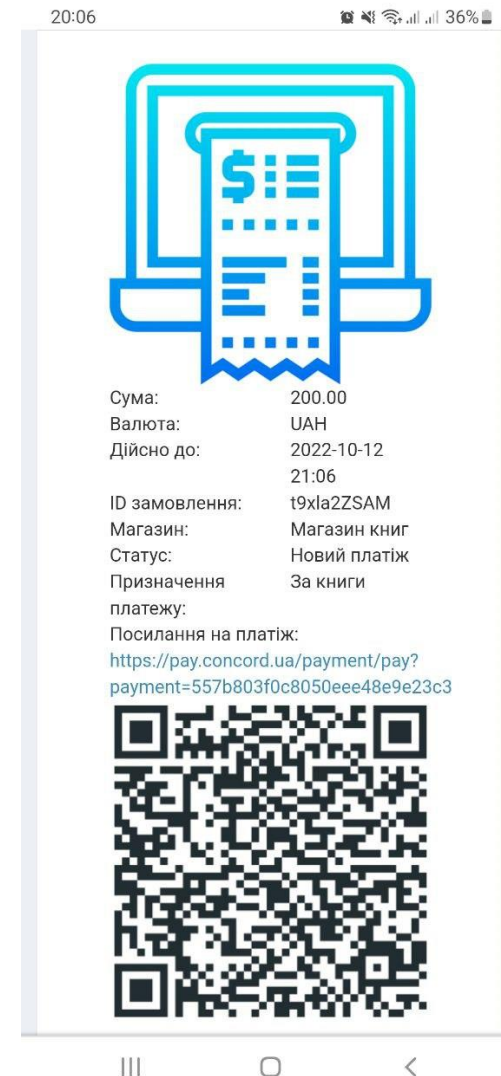 20:06 36%
$
Сума: 200.00
Валюта: UAH
Дійсно до: 2022-10-12
21:06
ID замовлення: t9xla2ZSAM
Магазин: Магазин книг
Статус: Новий платіж
Призначення За книги
платежу:
Посилання на платіж:
https://pay.concord.ua/payment/pay?
payment=557b803f0c8050eee48e9e23c3